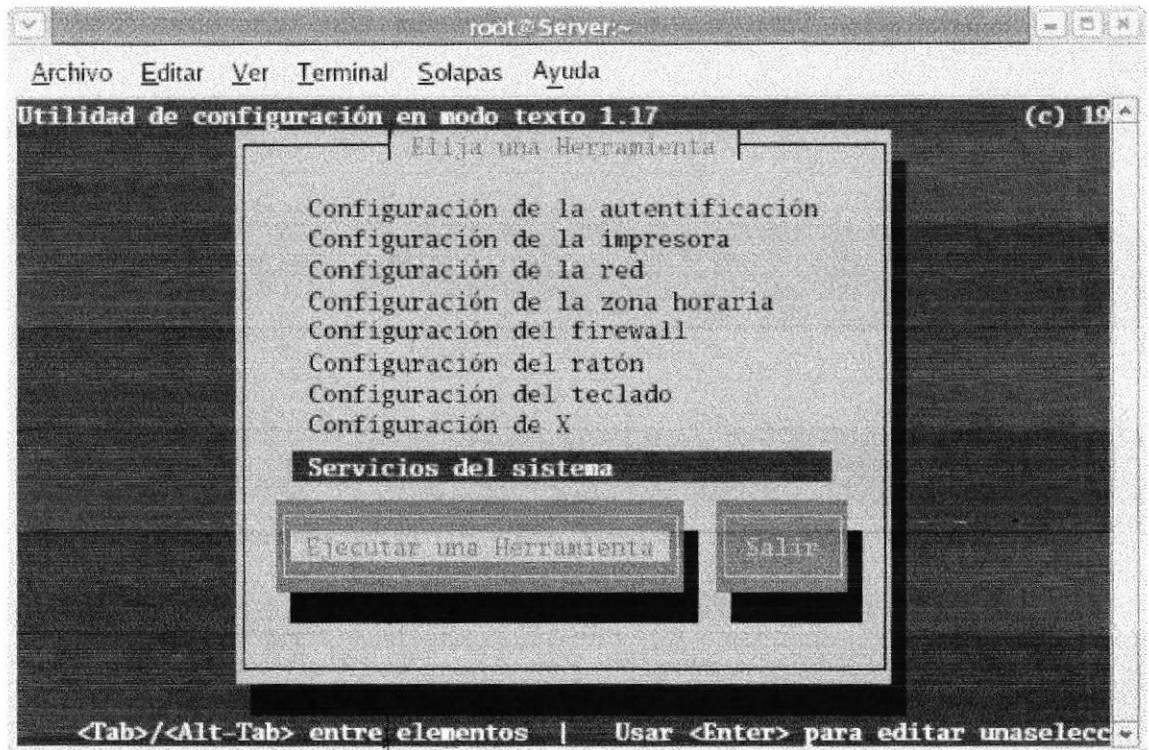 root@Server:~
Archivo Editar Ver Terminal Solapas Ayuda
Utilidad de configuración en modo texto 1.17 (c) 19
Elija una Herramienta
Configuración de la autentificación
Configuración de la impresora
Configuración de la red
Configuración de la zona horaria
Configuración del firewall
Configuración del ratón
Configuración del teclado
Configuración de X
Servicios del sistema
Ejecutar una Herramienta Salir
<Tab>/<Alt-Tab> entre elementos | Usar <Enter> para editar unaselecc